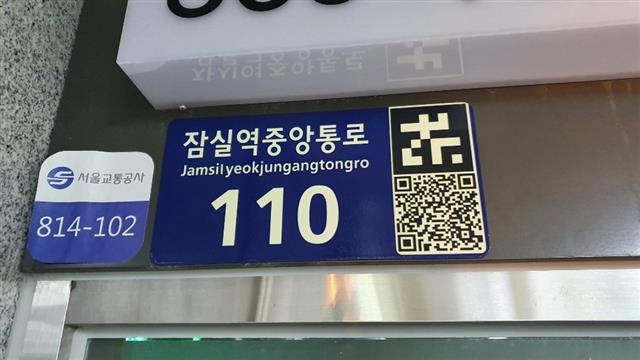 잠실역중앙통로
Jamsilyeokjungangtongro
110
서울교통공사
814-102